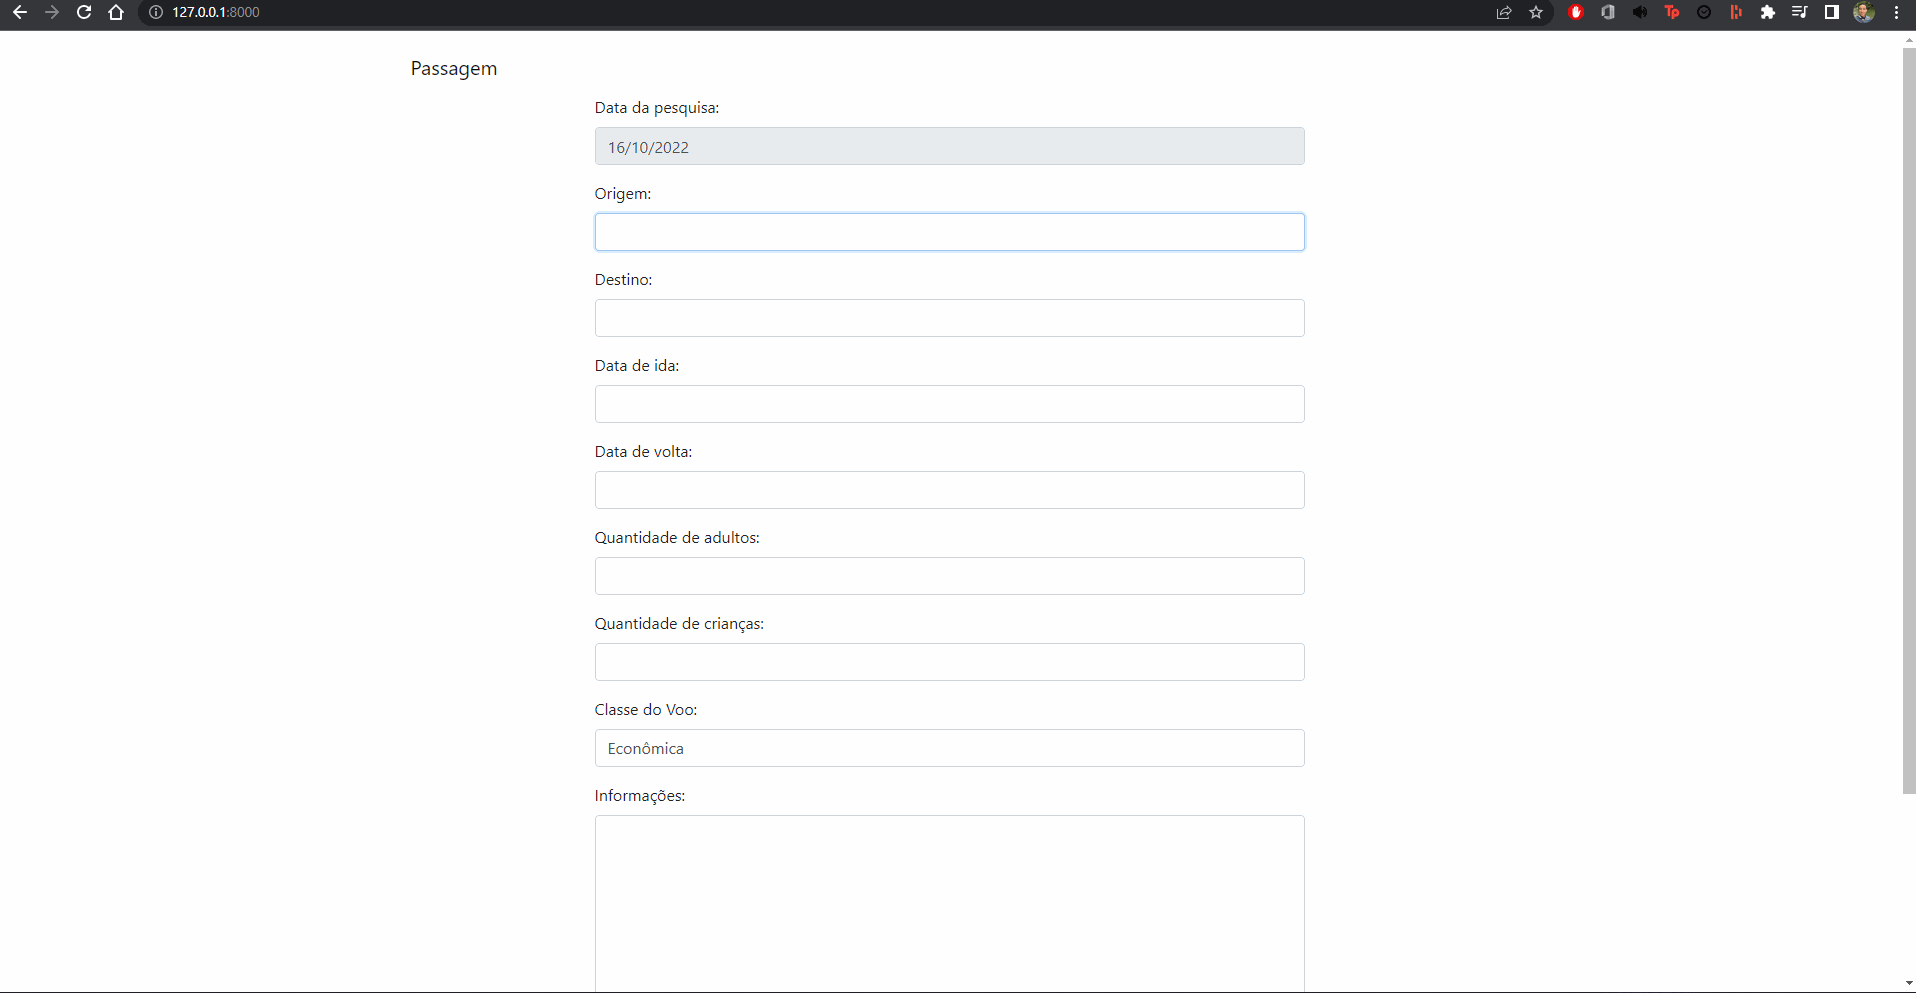 127.0.0.1:8000
Tp
Passagem
Data da pesquisa:
16/10/2022
Origem:
Destino:
Data de ida:
Data de volta:
Quantidade de adultos:
Quantidade de crianças:
Classe do Voo:
Econômica
Informações: